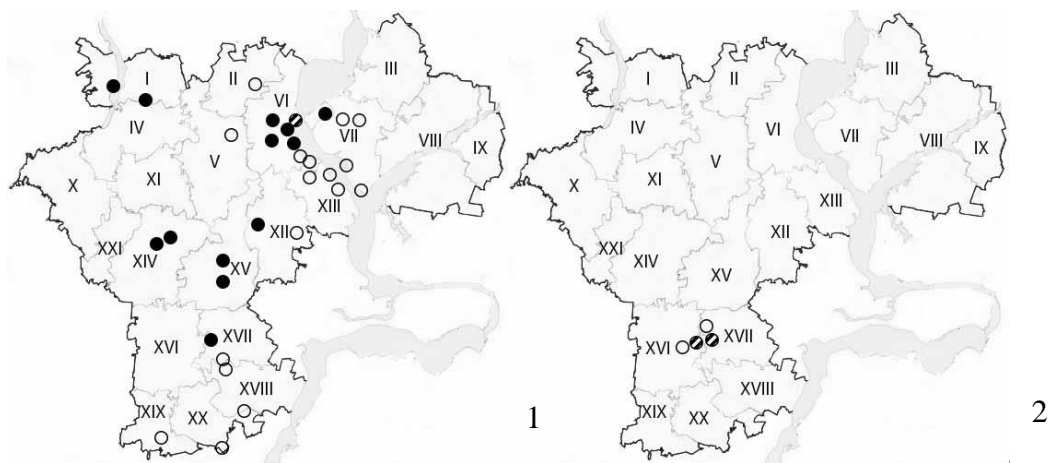 I II III
IV V VI VII VIII IX
X XI XII XIII
XXI XIV XV
XVI XVII
XVIII
XIX XX
1
I II III
IV V VI VII VIII IX
X XI XII XIII
XXI XIV XV
XVI XVII
XVIII
XIX XX
2